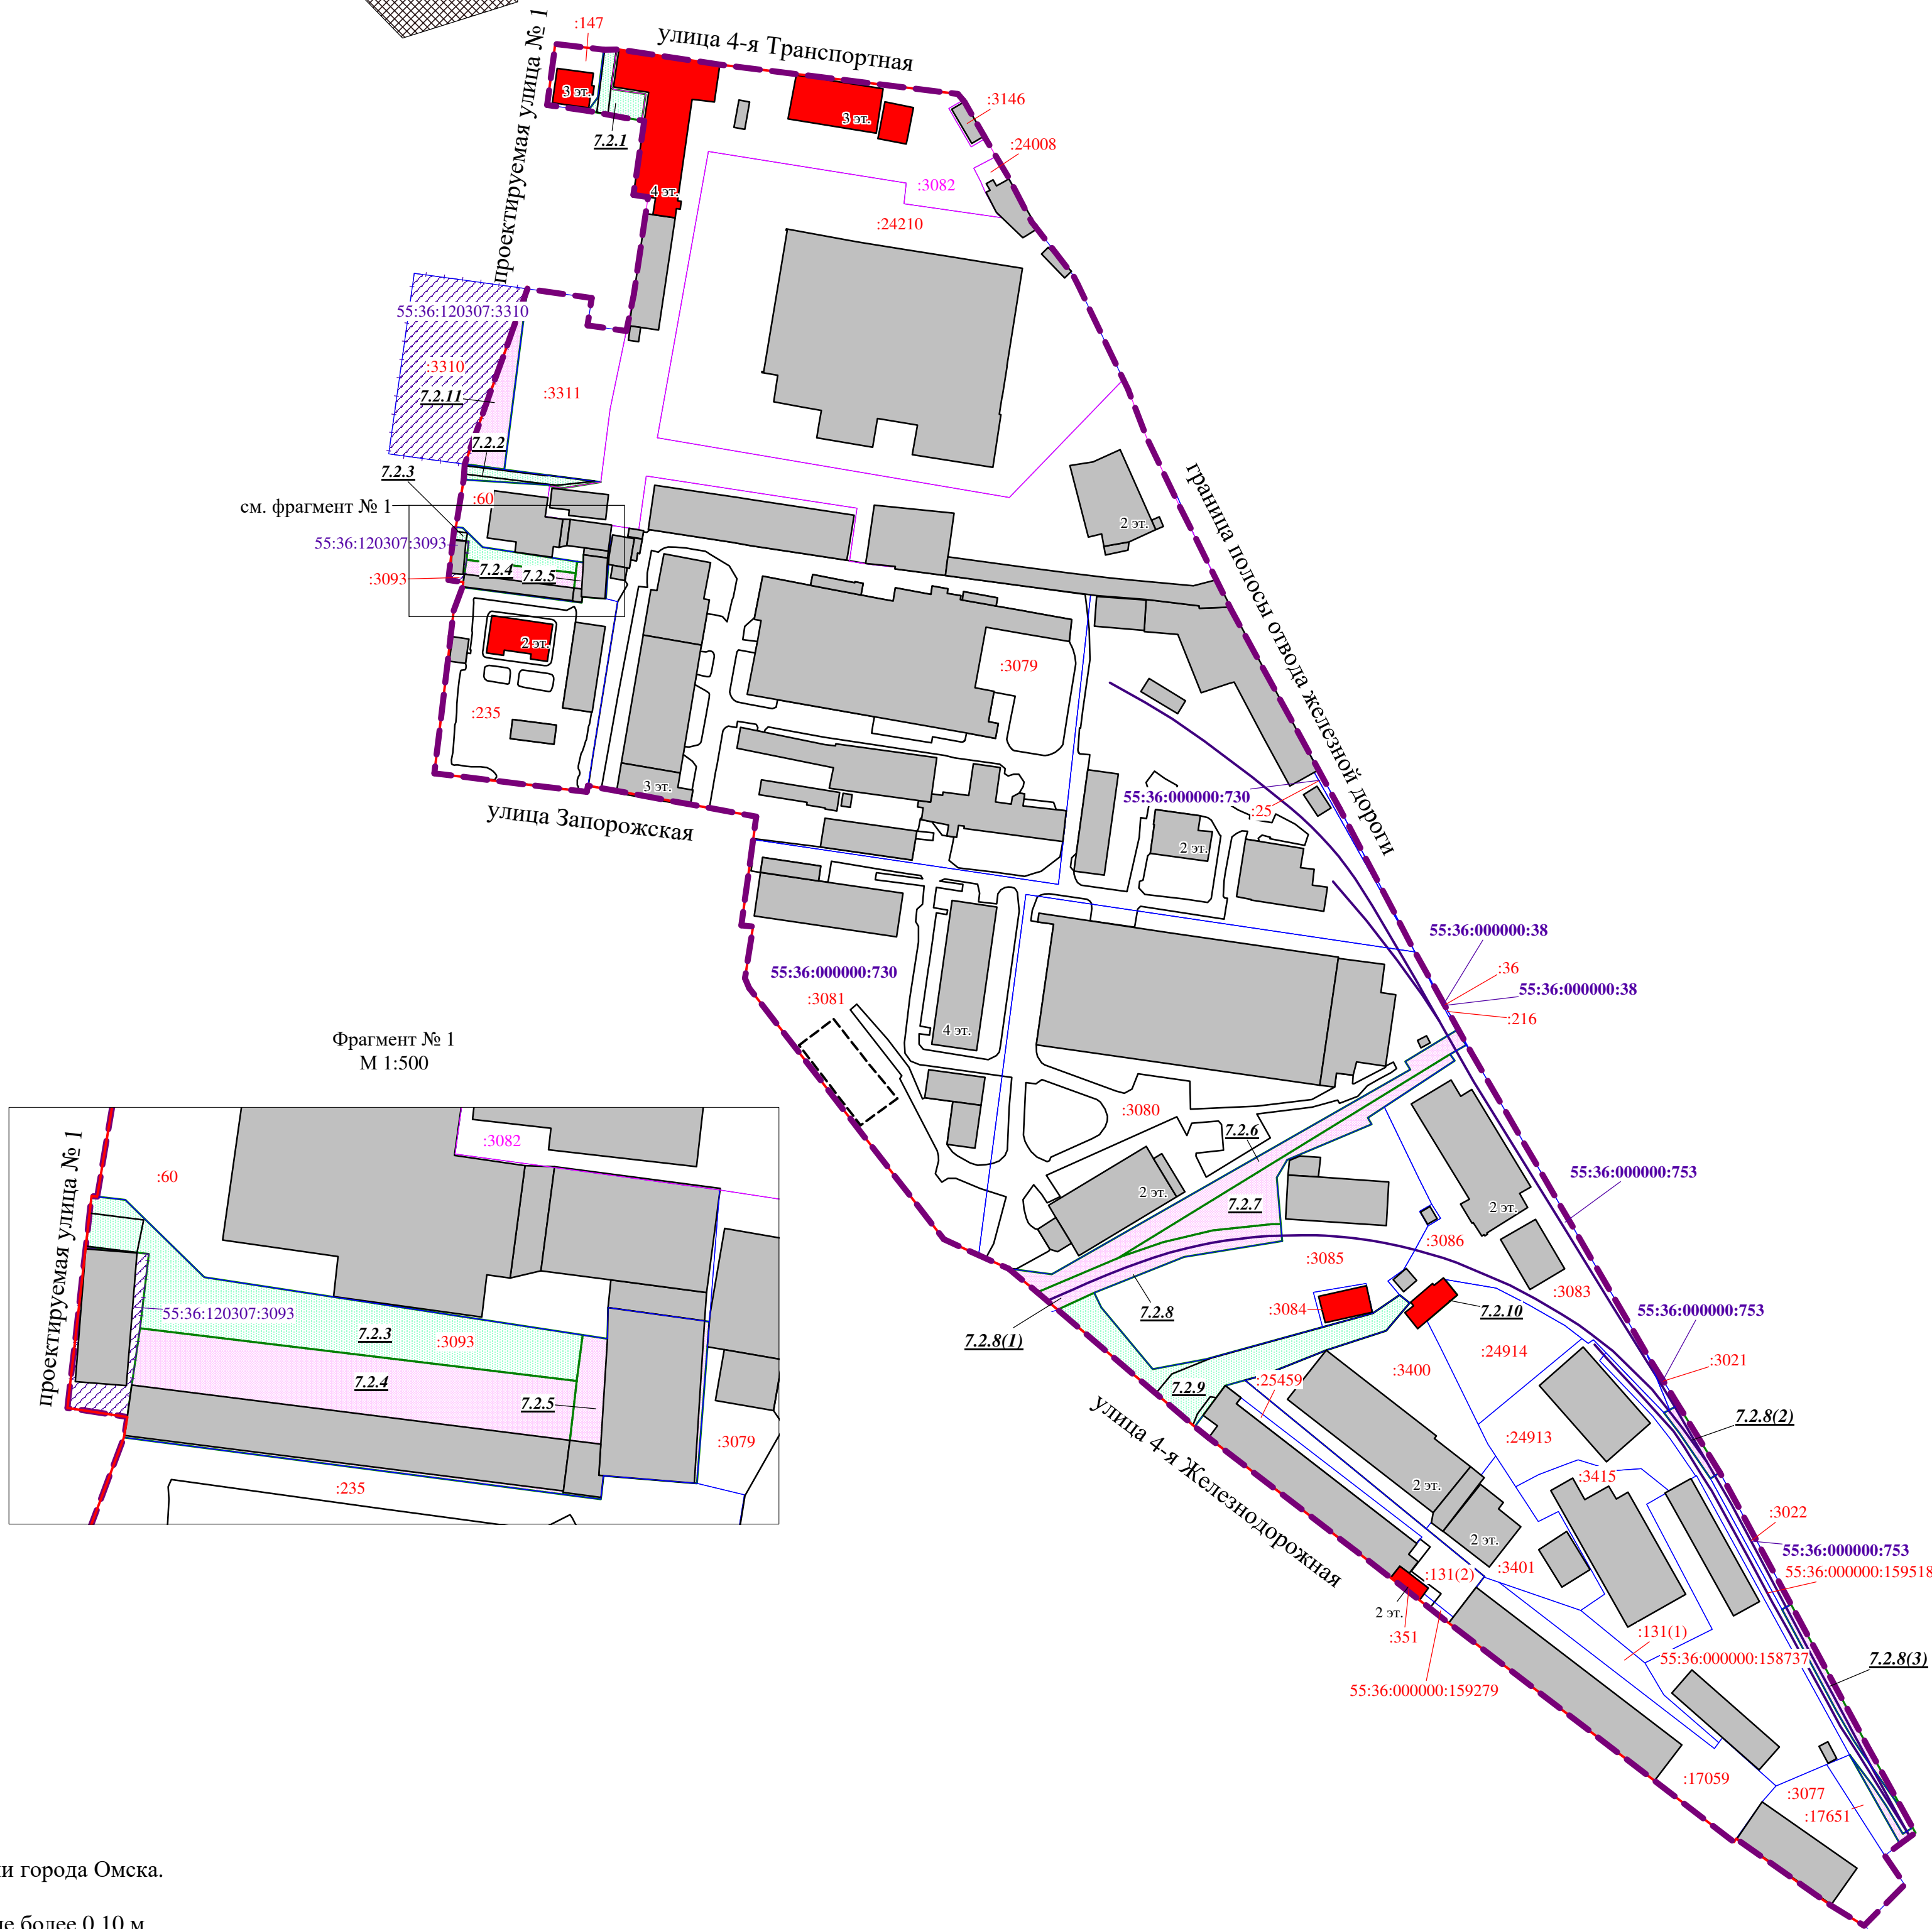 :147
улица 4-я Транспортная
проектируемая улица № 1
3 эт.
3 эт.
7.2.1
:3146
:24008
4 эт.
:3082
:24210
55:36:120307:3310
:3310
7.2.11
:3311
7.2.2
7.2.3
:60
см. фрагмент № 1
55:36:120307:3093
:3093
7.2.4
7.2.5
2 эт.
граница полосы отвода железной дороги
2 эт.
:3079
:235
3 эт.
улица Запорожская
55:36:000000:730
:25
2 эт.
55:36:000000:38
:36
55:36:000000:38
:216
55:36:000000:730
:3081
4 эт.
Фрагмент № 1
М 1:500
проектируемая улица № 1
:60
:3082
55:36:120307:3093
7.2.3
:3093
7.2.4
7.2.5
:3079
:235
:3080
7.2.6
2 эт.
7.2.7
55:36:000000:753
2 эт.
:3086
:3085
:3083
:3084
7.2.10
7.2.8
7.2.8(1)
55:36:000000:753
:3021
:24914
:3400
7.2.9
:25459
7.2.8(2)
улица 4-я Железнодорожная
:24913
:3415
2 эт.
:3022
2 эт.
55:36:000000:753
:3401
55:36:000000:159518
:131(2)
2 эт.
:351
:131(1)
55:36:000000:158737
7.2.8(3)
55:36:000000:159279
:17059
:3077
:17651
и города Омска.
е более 0,10 м